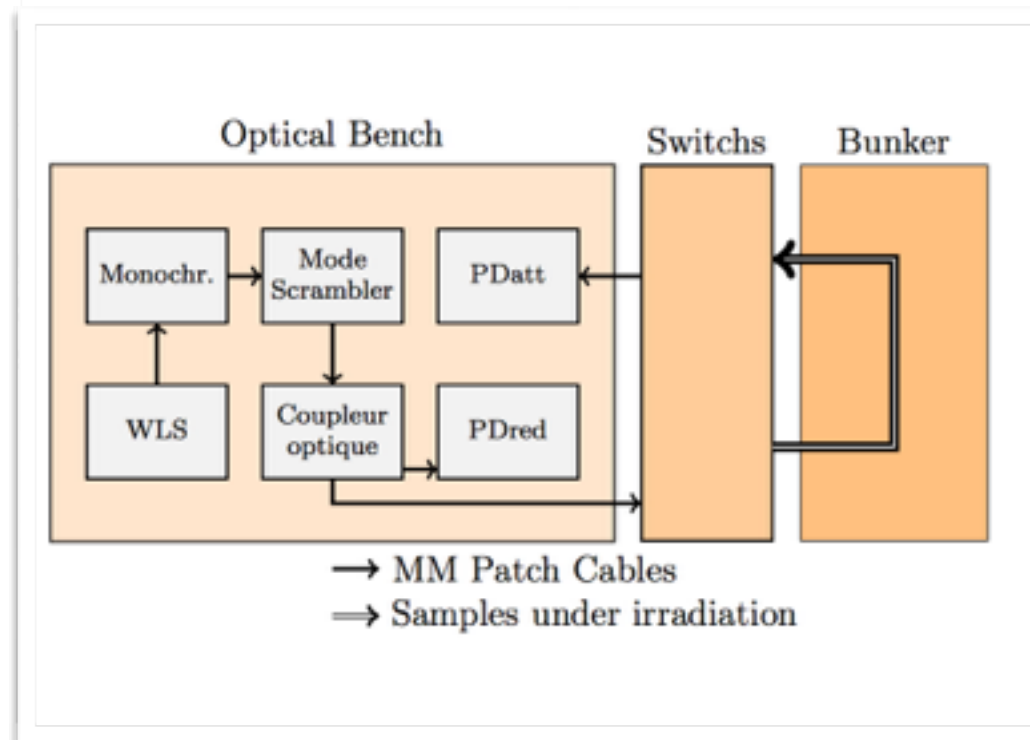 Optical Bench
Switchs
Bunker
Monochr.
Mode
Scrambler
PDatt
WLS
Coupleur
optique
PDred
MM Patch Cables
Samples under irradiation